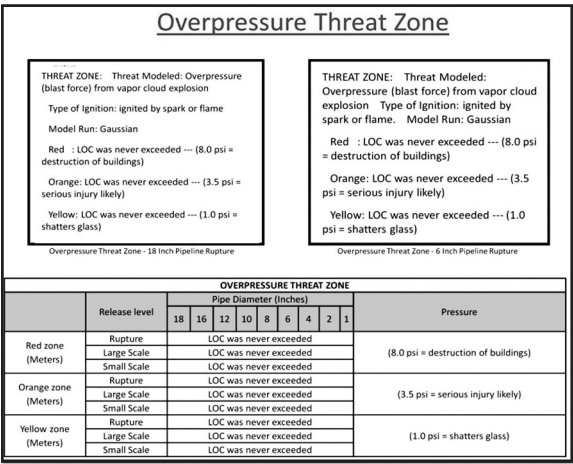 Overpressure Threat Zone
THREAT ZONE: Threat Modeled: Overpressure
(blast force) from vapor cloud explosion
Type of Ignition: ignited by spark or flame
Model Run: Gaussian
Red : LOC was never exceeded --- (8.0 psi =
destruction of buildings)
Orange: LOC was never exceeded --- (3.5 psi =
serious injury likely)
Yellow: LOC was never exceeded --- (1.0 psi =
shatters glass)
Overpressure Threat Zone - 18 Inch Pipeline Rupture
THREAT ZONE: Threat Modeled:
Overpressure (blast force) from vapor cloud
explosion Type of Ignition: ignited by
spark or flame. Model Run: Gaussian
Red : LOC was never exceeded --- (8.0 psi
= destruction of buildings)
Orange: LOC was never exceeded --- (3.5
psi = serious injury likely)
Yellow: LOC was never exceeded --- (1.0
psi = shatters glass)
Overpressure Threat Zone - 6 Inch Pipeline Rupture
OVERPRESSURE THREAT ZONE
Release level Pipe Diameter (Inches) Pressure
18 16 12 10 8 6 4 2 1
Red zone (Meters)
Rupture LOC was never exceeded
Large Scale LOC was never exceeded
Small Scale LOC was never exceeded
(8.0 psi = destruction of buildings)
Orange zone (Meters)
Rupture LOC was never exceeded
Large Scale LOC was never exceeded
Small Scale LOC was never exceeded
(3.5 psi = serious injury likely)
Yellow zone (Meters)
Rupture LOC was never exceeded
Large Scale LOC was never exceeded
Small Scale LOC was never exceeded
(1.0 psi = shatters glass)